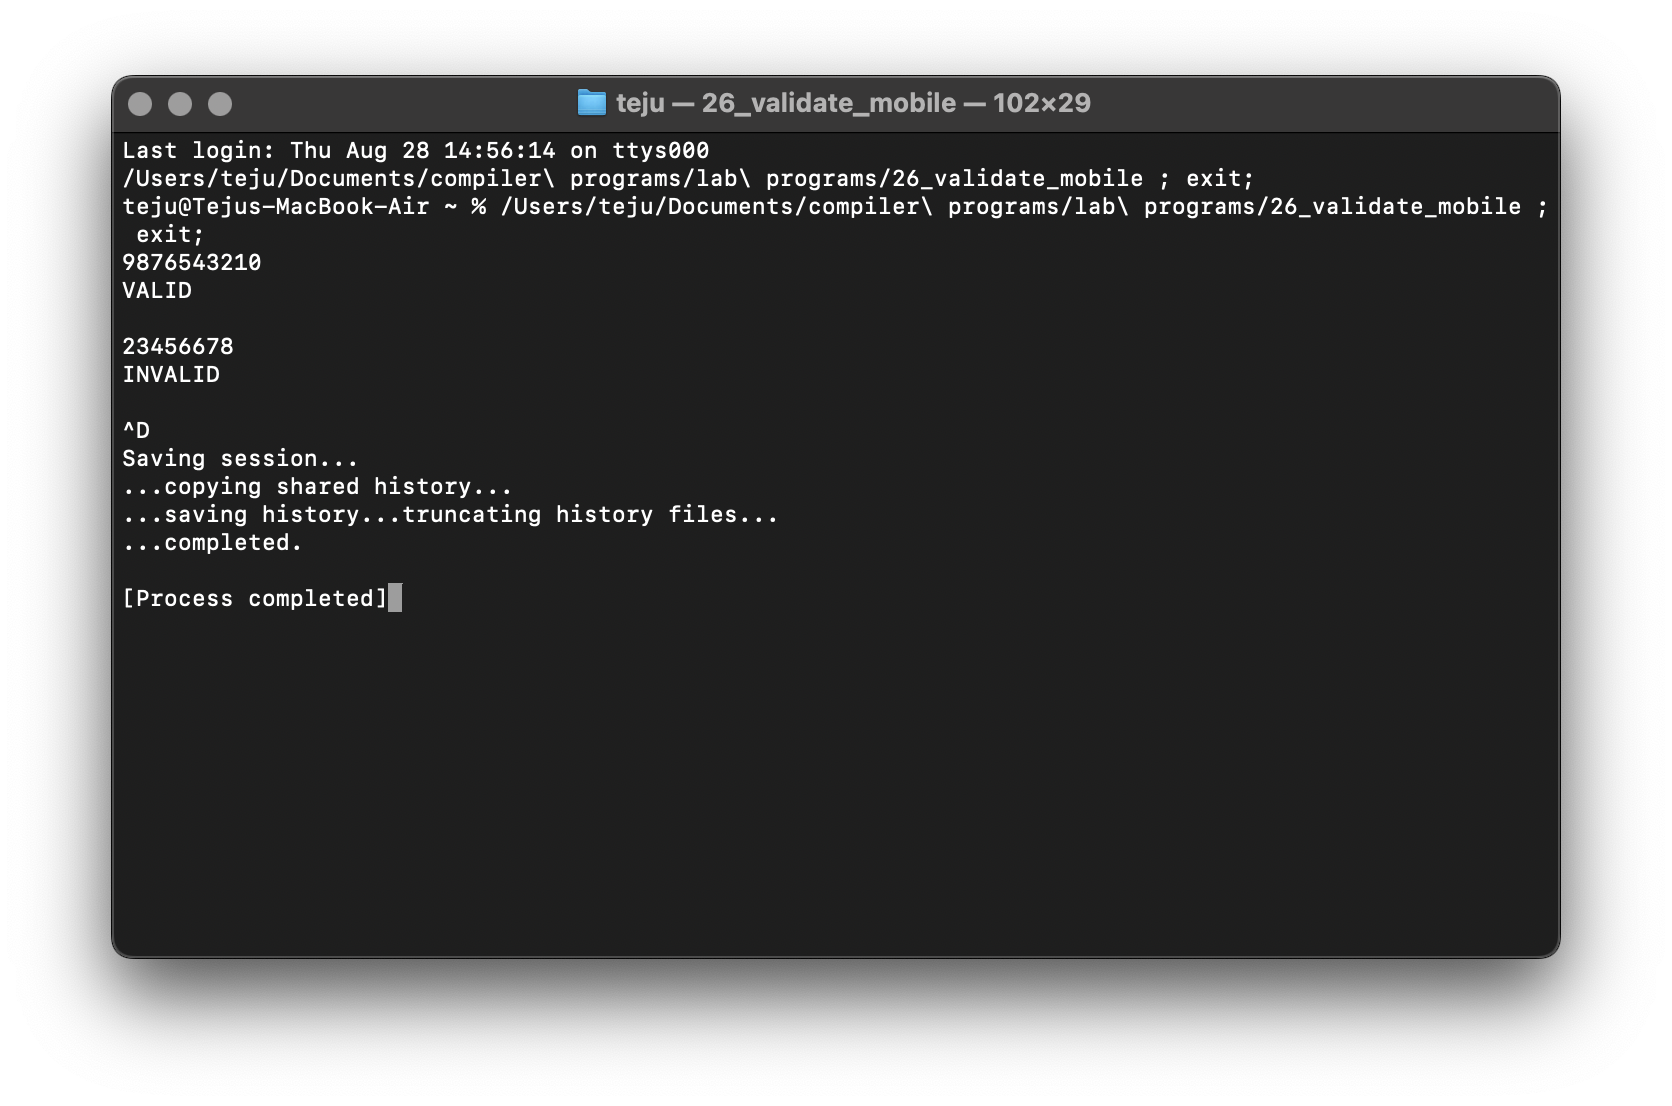 teju — 26_validate_mobile — 102×29
Last login: Thu Aug 28 14:56:14 on ttys000
/Users/teju/Documents/compiler\ programs/lab\ programs/26_validate_mobile ; exit;
teju@Tejus-MacBook-Air ~ % /Users/teju/Documents/compiler\ programs/lab\ programs/26_validate_mobile ;
 exit;
9876543210
VALID
23456678
INVALID
^D
Saving session...
...copying shared history...
...saving history...truncating history files...
...completed.
[Process completed]